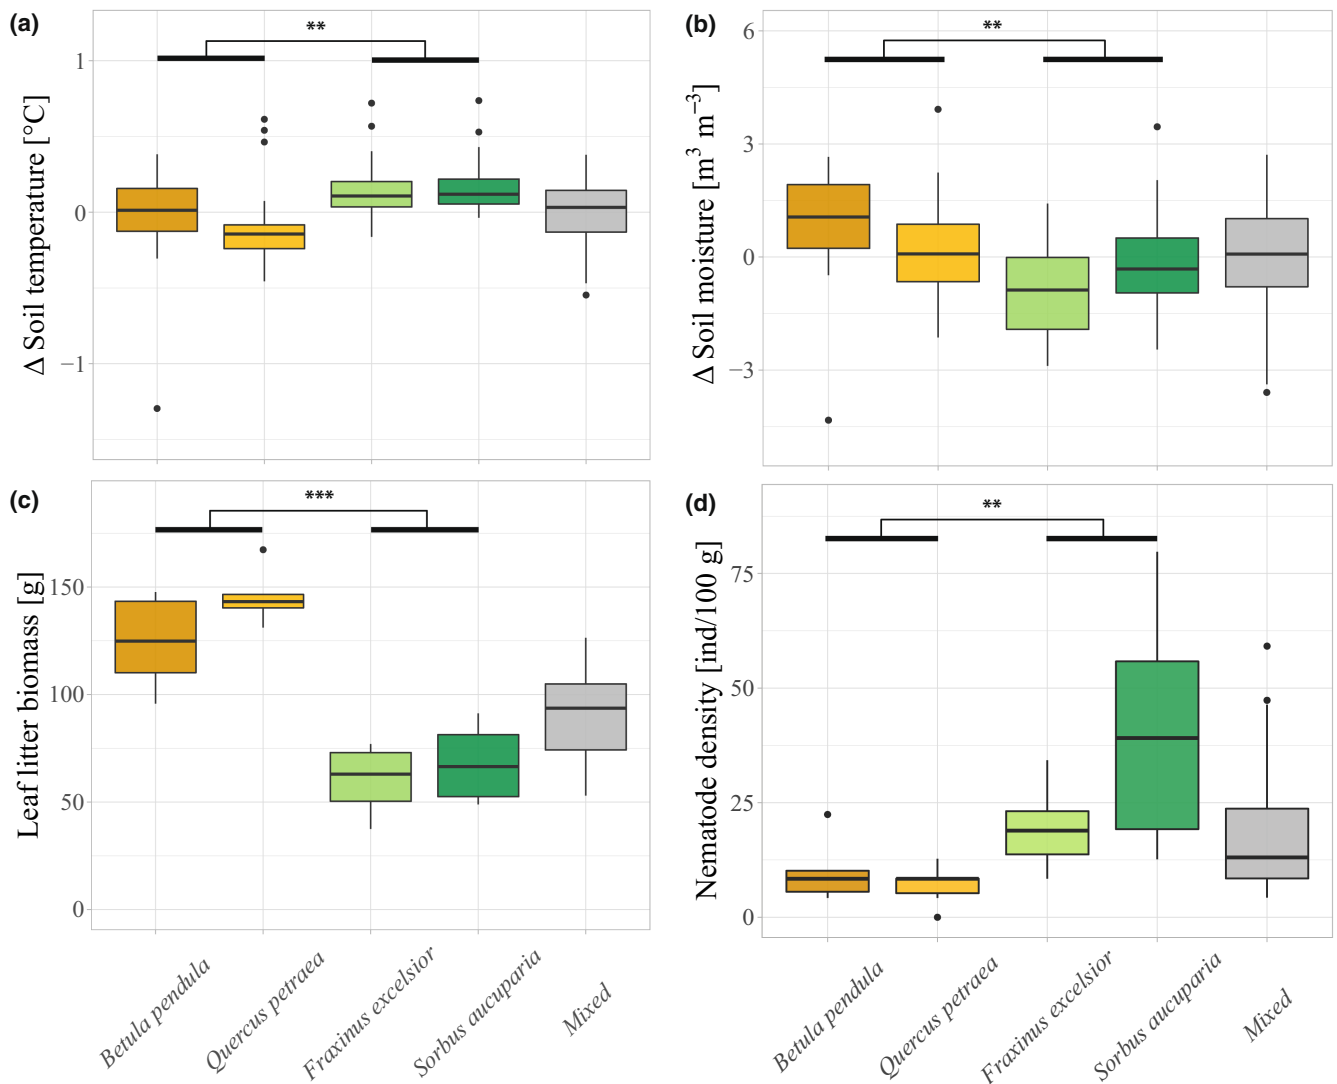 (a)
**
Δ Soil temperature [°C]
1
0
−1
(b)
**
Δ Soil moisture [m³ m⁻³]
6
3
0
−3
(c)
***
Leaf litter biomass [g]
150
100
50
0
Betula pendula
Quercus petraea
Fraxinus excelsior
Sorbus aucuparia
Mixed
(d)
**
Nematode density [ind/100 g]
75
50
25
0
Betula pendula
Quercus petraea
Fraxinus excelsior
Sorbus aucuparia
Mixed